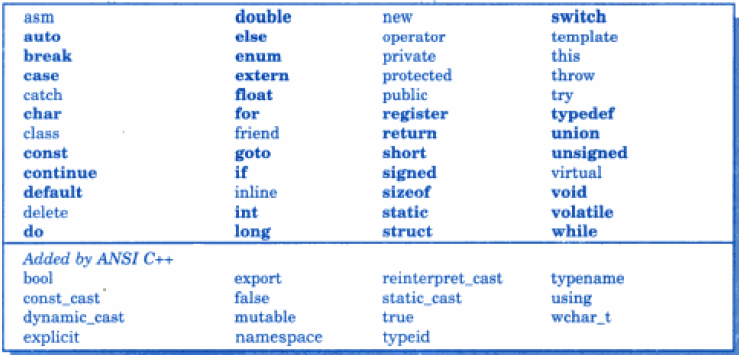 asm double new switch
auto else operator template
break enum private this
case extern protected throw
catch float public try
char for register typedef
class friend return union
const goto short unsigned
continue if signed virtual
default inline sizeof void
delete int static volatile
do long struct while
Added by ANSI C++
bool export reinterpret_cast typename
const_cast false static_cast using
dynamic_cast mutable true wchar_t
explicit namespace typeid